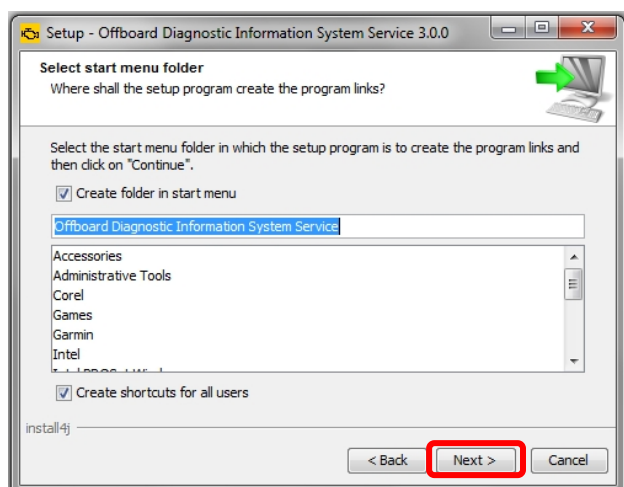 Setup - Offboard Diagnostic Information System Service 3.0.0
Select start menu folder
Where shall the setup program create the program links?
Select the start menu folder in which the setup program is to create the program links and
then click on "Continue".
Create folder in start menu
Offboard Diagnostic Information System Service
Accessories
Administrative Tools
Corel
Games
Garmin
Intel
Create shortcuts for all users
install4j
< Back
Next >
Cancel